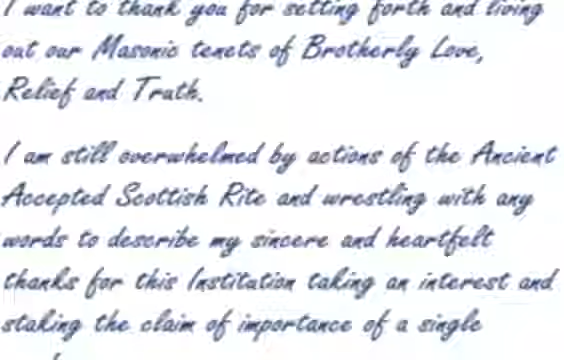 I want to thank you for setting forth and living
out our Masonic tenets of Brotherly Love,
Relief and Truth.
I am still overwhelmed by actions of the Ancient
Accepted Scottish Rite and wrestling with any
words to describe my sincere and heartfelt
thanks for this Institution taking an interest and
staking the claim of importance of a single